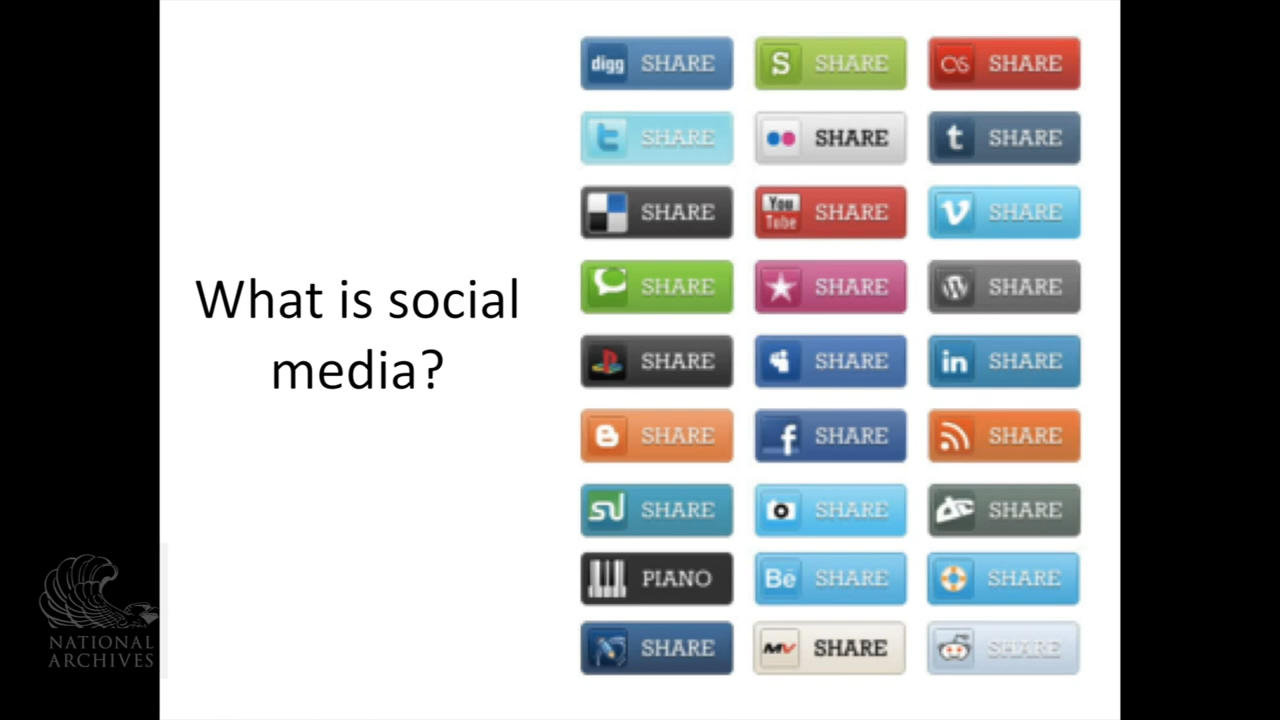 What is social
media?
digg SHARE
S SHARE
as SHARE
t SHARE
SHARE
t SHARE
SHARE
You Tube SHARE
V SHARE
SHARE
SHARE
W SHARE
SHARE
SHARE
in SHARE
B SHARE
f SHARE
SHARE
su SHARE
SHARE
SHARE
PIANO
Bē SHARE
SHARE
SHARE
MV SHARE
SHARE
NATIONAL
ARCHIVES